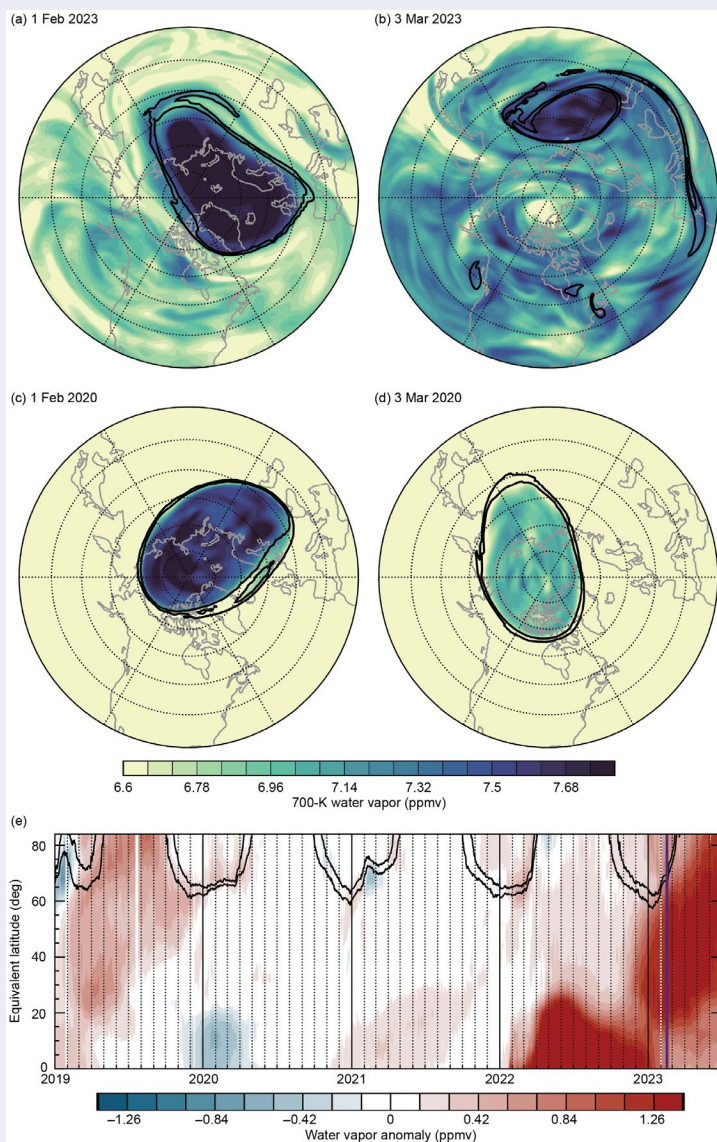 (a) 1 Feb 2023
(b) 3 Mar 2023
(c) 1 Feb 2020
(d) 3 Mar 2020
6.6 6.78 6.96 7.14 7.32 7.5 7.68
700-K water vapor (ppmv)
(e)
80
60
40
20
0
Equivalent latitude (deg)
2019 2020 2021 2022 2023
−1.26 −0.84 −0.42 0 0.42 0.84 1.26
Water vapor anomaly (ppmv)